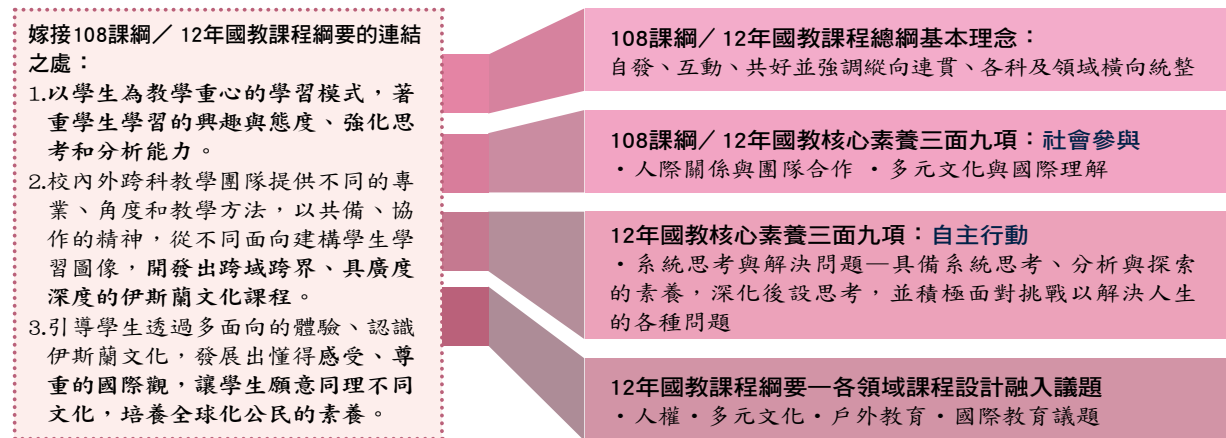 嫁接108課綱／12年國教課程綱要的連結
之處：
1.以學生為教學重心的學習模式，著
重學生學習的興趣與態度、強化思
考和分析能力。
2.校內外跨科教學團隊提供不同的專
業、角度和教學方法，以共備、協
作的精神，從不同面向建構學生學
習圖像，開發出跨域跨界、具廣度
深度的伊斯蘭文化課程。
3.引導學生透過多面向的體驗、認識
伊斯蘭文化，發展出懂得感受、尊
重的國際觀，讓學生願意同理不同
文化，培養全球化公民的素養。
108課綱／12年國教課程總綱基本理念：
自發、互動、共好並強調縱向連貫、各科及領域橫向統整
108課綱／12年國教核心素養三面九項：社會參與
・人際關係與團隊合作 ・多元文化與國際理解
12年國教核心素養三面九項：自主行動
・系統思考與解決問題—具備系統思考、分析與探索
的素養，深化後設思考，並積極面對挑戰以解決人生
的各種問題
12年國教課程綱要—各領域課程設計融入議題
・人權・多元文化・戶外教育・國際教育議題